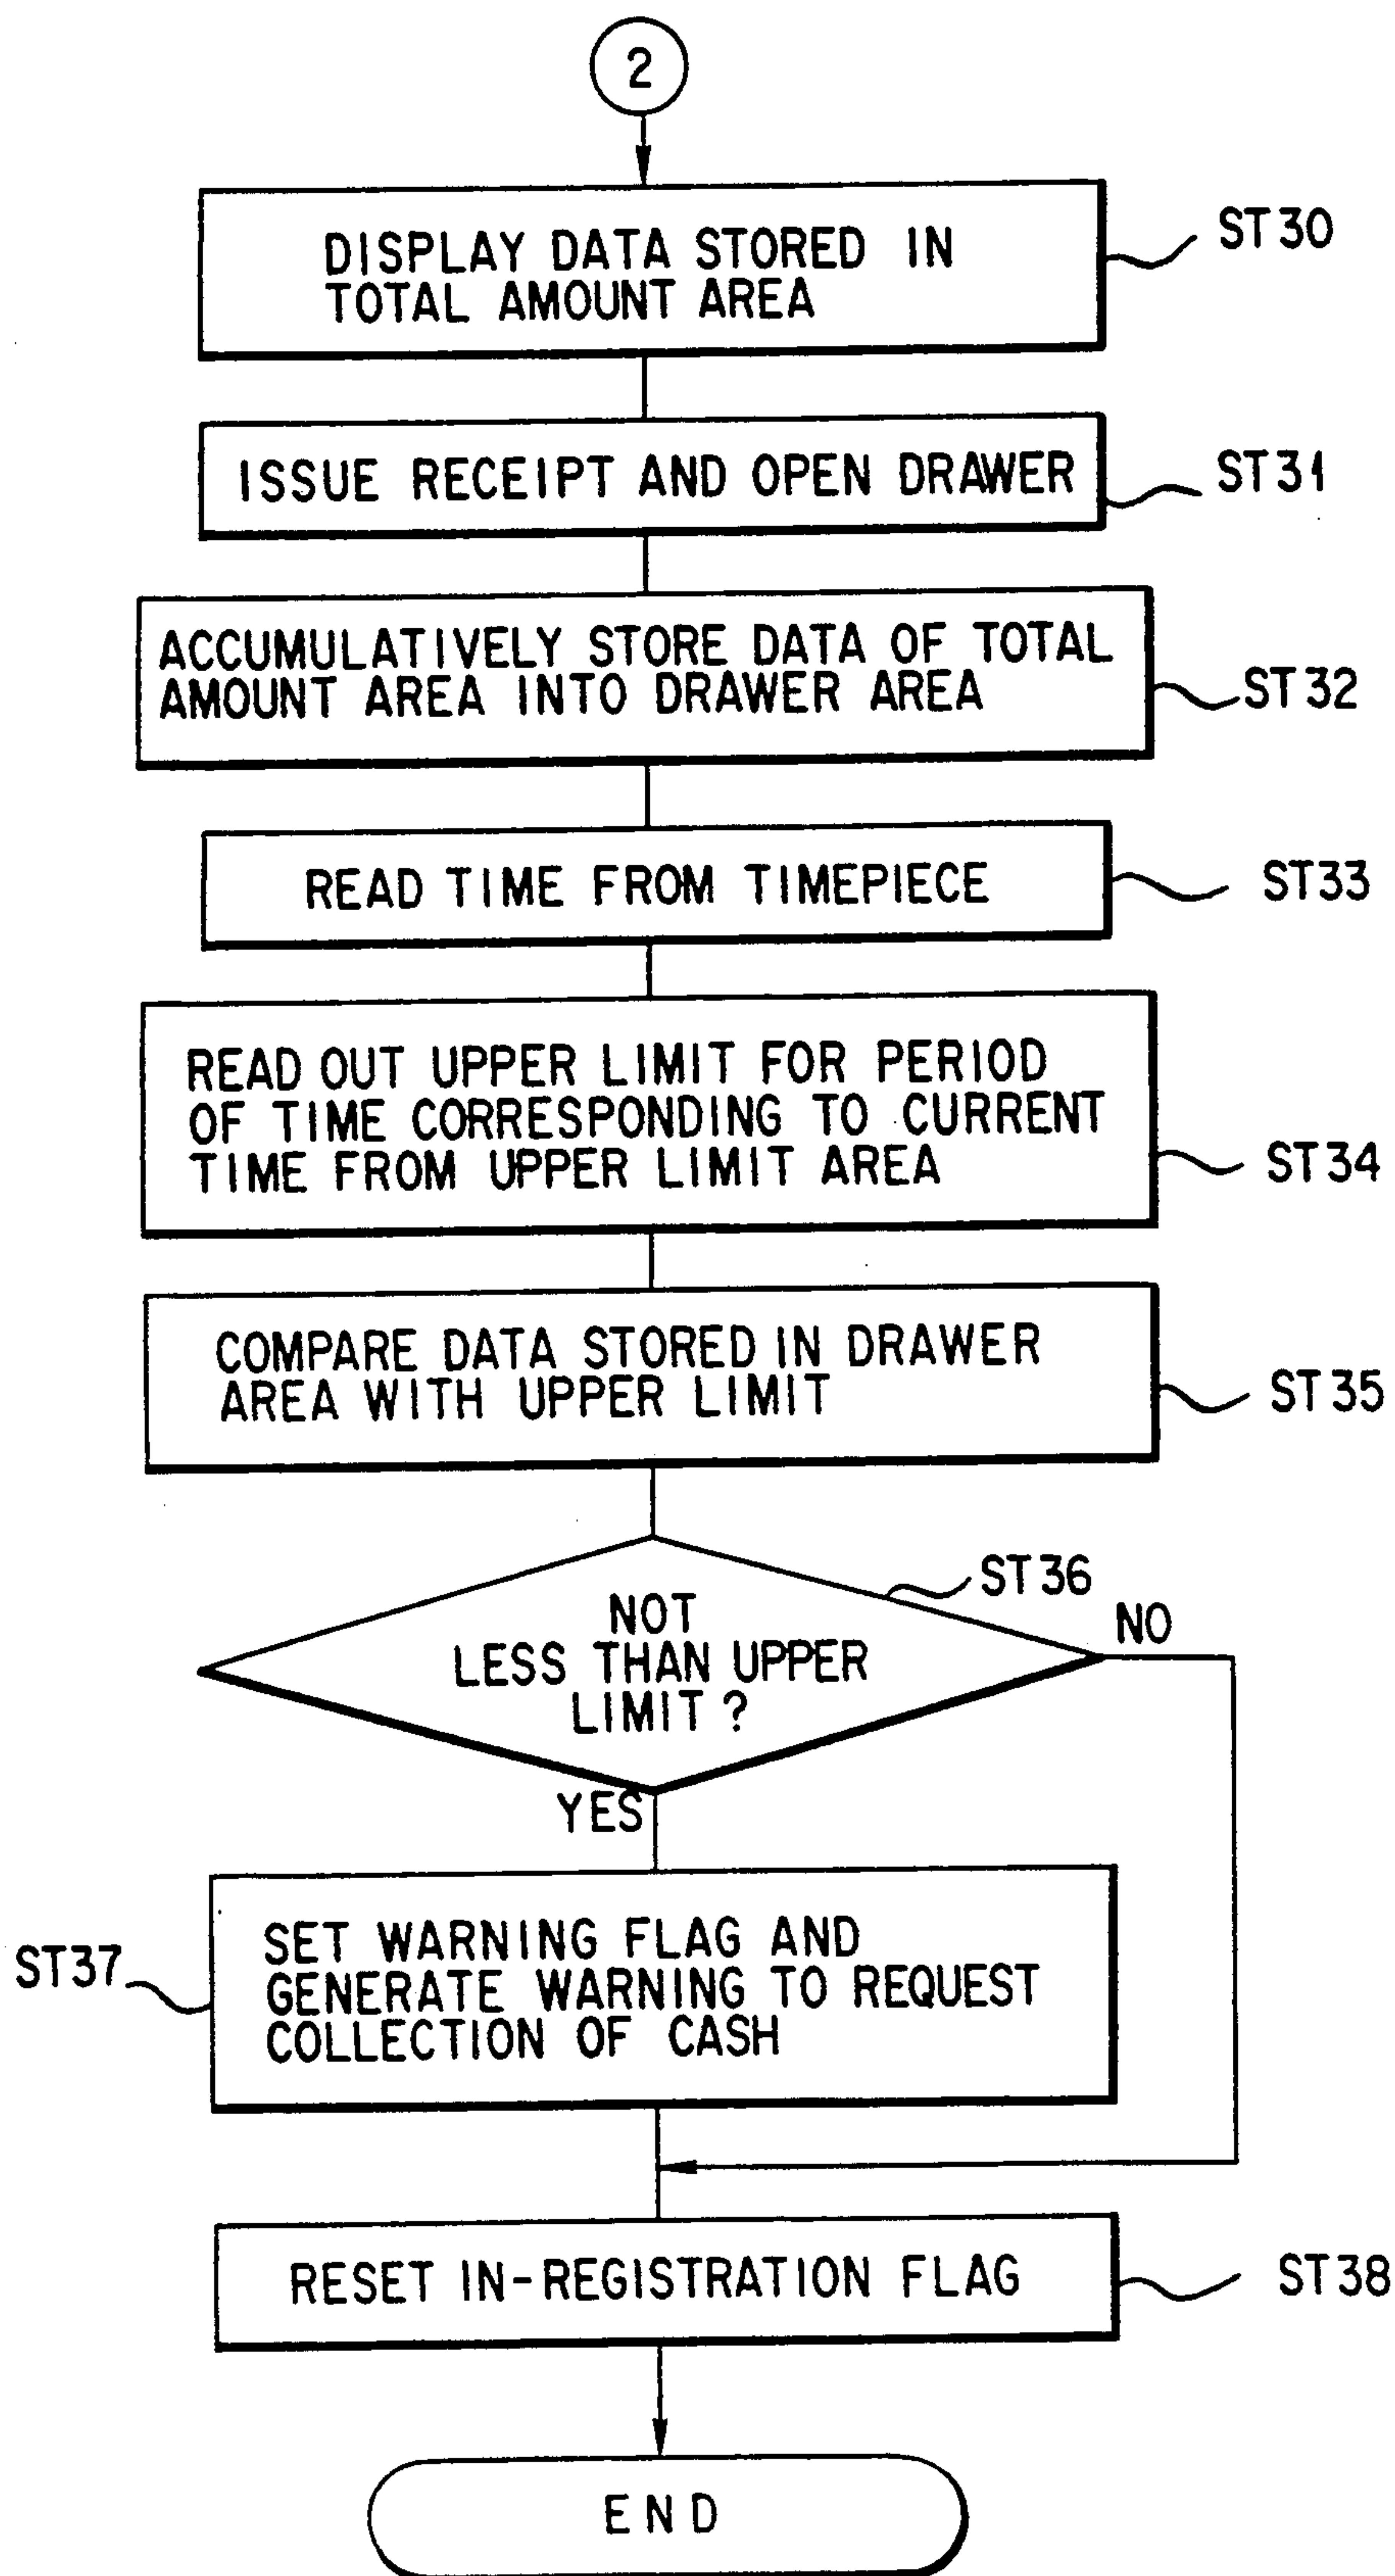 2
DISPLAY DATA STORED IN
TOTAL AMOUNT AREA
ST30
ISSUE RECEIPT AND OPEN DRAWER
ST31
ACCUMULATIVELY STORE DATA OF TOTAL
AMOUNT AREA INTO DRAWER AREA
ST32
READ TIME FROM TIMEPIECE
ST33
READ OUT UPPER LIMIT FOR PERIOD
OF TIME CORRESPONDING TO CURRENT
TIME FROM UPPER LIMIT AREA
ST34
COMPARE DATA STORED IN DRAWER
AREA WITH UPPER LIMIT
ST35
ST36
NOT
LESS THAN UPPER
LIMIT?
NO
YES
SET WARNING FLAG AND
GENERATE WARNING TO REQUEST
COLLECTION OF CASH
ST37
RESET IN-REGISTRATION FLAG
ST38
END